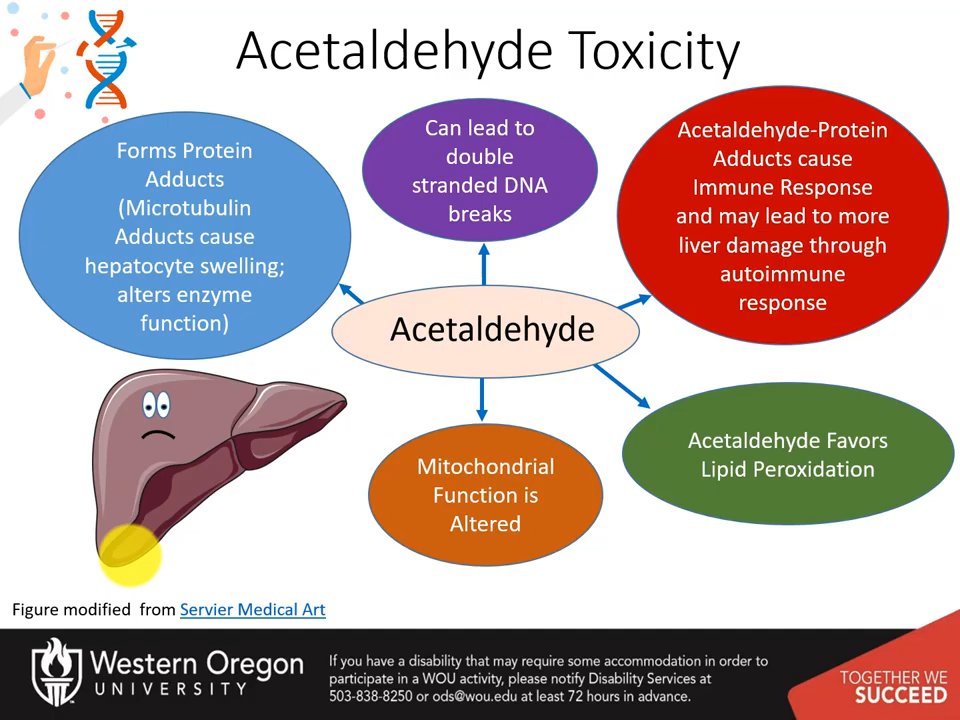 Acetaldehyde Toxicity
Forms Protein
Adducts
(Microtubulin
Adducts cause
hepatocyte swelling;
alters enzyme
function)
Can lead to
double
stranded DNA
breaks
Acetaldehyde-Protein
Adducts cause
Immune Response
and may lead to more
liver damage through
autoimmune
response
Acetaldehyde
Mitochondrial
Function is
Altered
Acetaldehyde Favors
Lipid Peroxidation
Figure modified from Servier Medical Art
Western Oregon
UNIVERSITY
If you have a disability that may require some accommodation in order to
participate in a WOU activity, please notify Disability Services at
503-838-8250 or ods@wou.edu at least 72 hours in advance.
TOGETHER WE
SUCCEED